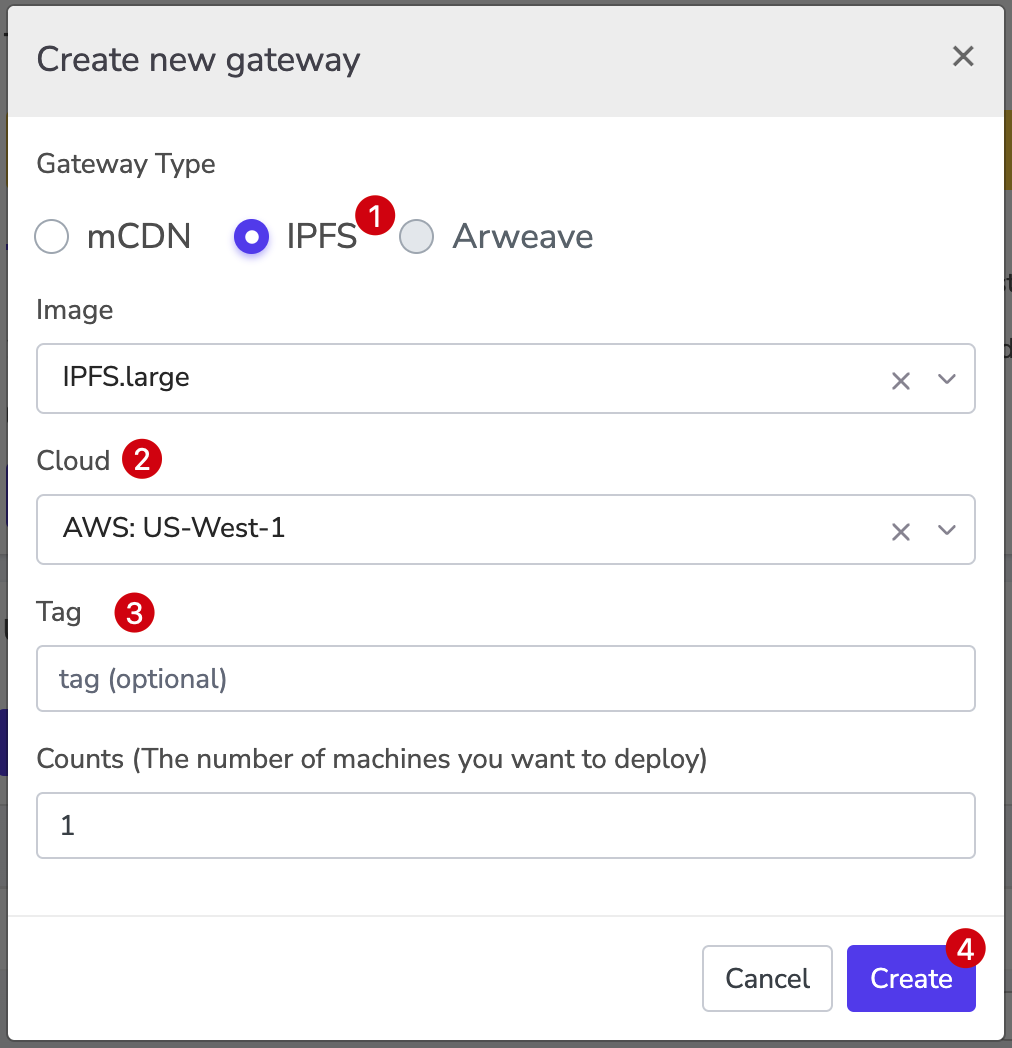 Create new gateway
Gateway Type
mCDN IPFS 1 Arweave
Image
IPFS.large
Cloud 2
AWS: US-West-1
Tag 3
tag (optional)
Counts (The number of machines you want to deploy)
1
4
Cancel Create